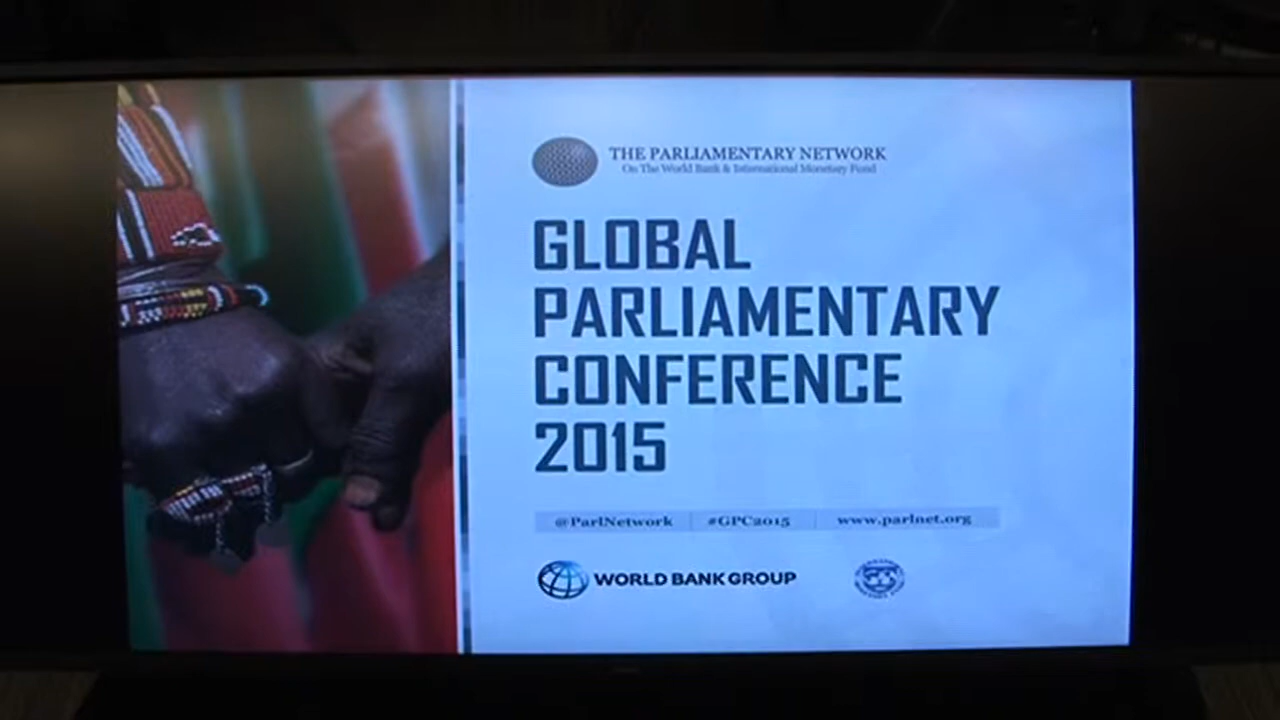 THE PARLIAMENTARY NETWORK
On The World Bank & International Monetary Fund
GLOBAL
PARLIAMENTARY
CONFERENCE
2015
@ParlNetwork #GPC2015 www.parlnet.org
WORLD BANK GROUP